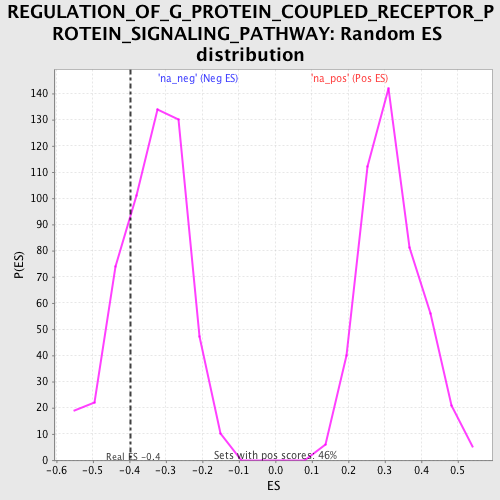 REGULATION_OF_G_PROTEIN_COUPLED_RECEPTOR_P
ROTEIN_SIGNALING_PATHWAY: Random ES
distribution
'na_neg' (Neg ES) 'na_pos' (Pos ES)
140
130
120
110
100
90
80
70
60
50
40
30
20
10
0
P(ES)
Real ES -0.4 Sets with pos scores: 46%
-0.6 -0.5 -0.4 -0.3 -0.2 -0.1 0.0 0.1 0.2 0.3 0.4 0.5
ES